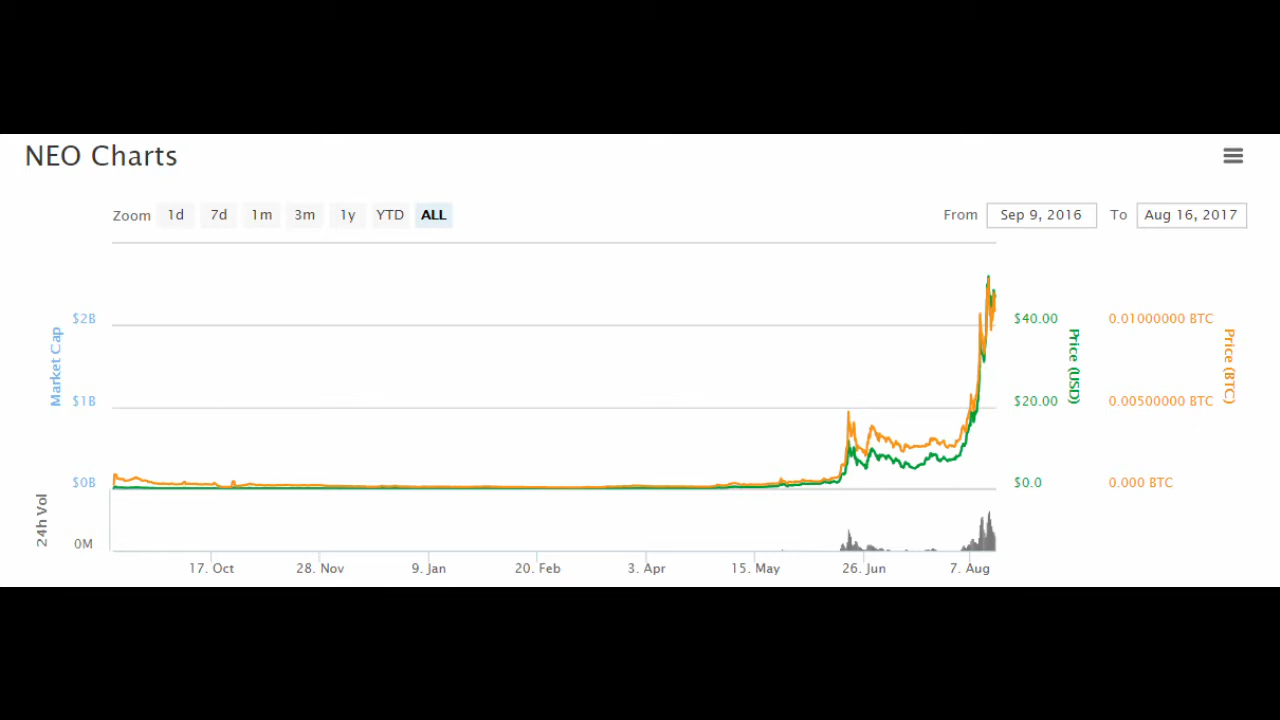 NEO Charts
Zoom 1d 7d 1m 3m 1y YTD ALL From Sep 9, 2016 To Aug 16, 2017
$2B $40.00 0.01000000 BTC
Market Cap Price (USD) Price (BTC)
$1B $20.00 0.00500000 BTC
$0B $0.0 0.000 BTC
24h Vol
0M
17. Oct 28. Nov 9. Jan 20. Feb 3. Apr 15. May 26. Jun 7. Aug